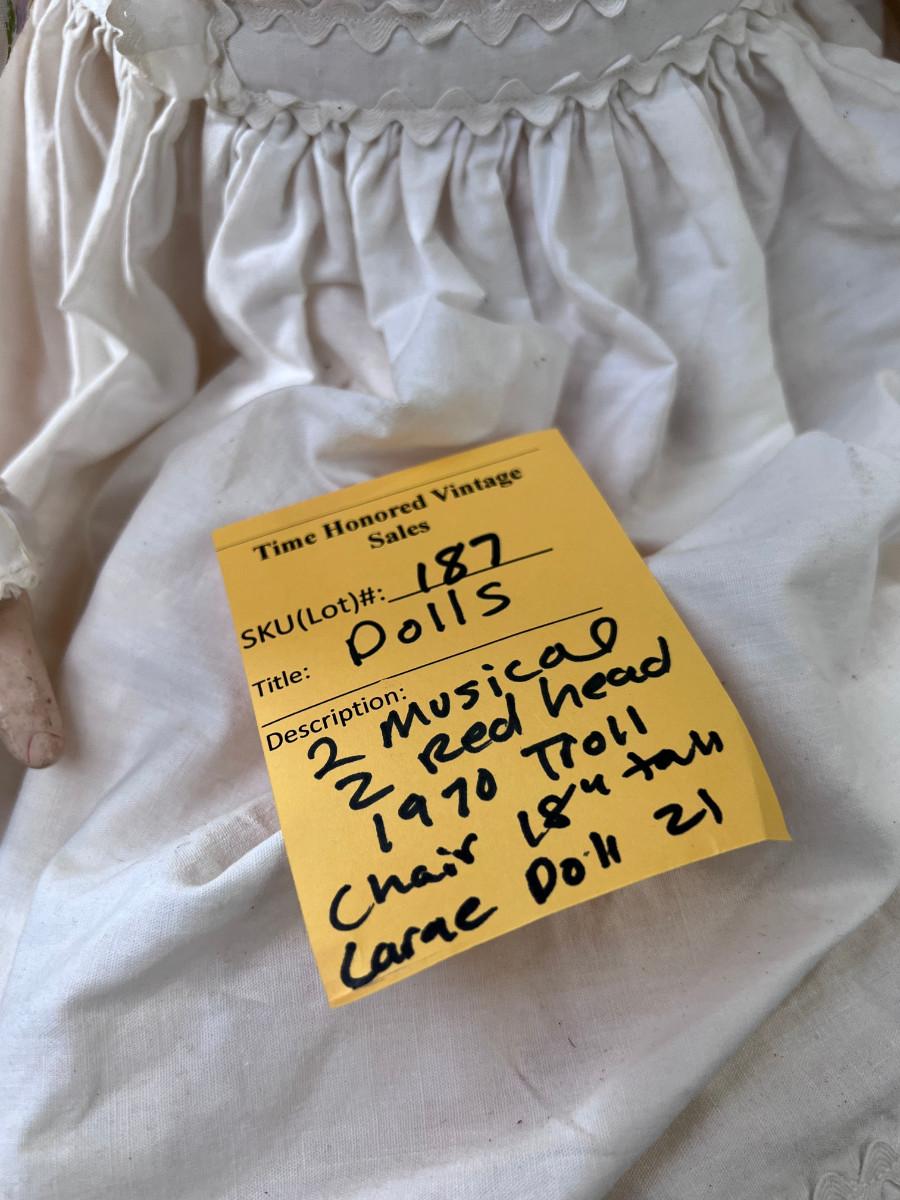 Time Honored Vintage
Sales
SKU(Lot)#: 187
Title: Dolls
Description:
2 Musical
2 Red head
1970 Troll
Chair 18" tall
Large Doll 21